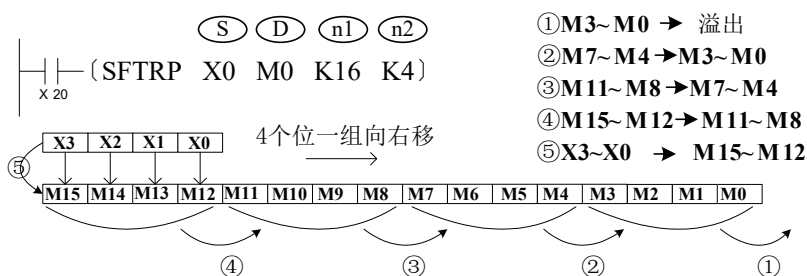 S D n1 n2
X 20
SFTRP X0 M0 K16 K4
①M3~M0 → 溢出
②M7~M4→M3~M0
③M11~M8→M7~M4
④M15~M12→M11~M8
⑤X3~X0 → M15~M12
X3 X2 X1 X0
4个位一组向右移
⑤
M15 M14 M13 M12 M11 M10 M9 M8 M7 M6 M5 M4 M3 M2 M1 M0
④ ③ ② ①